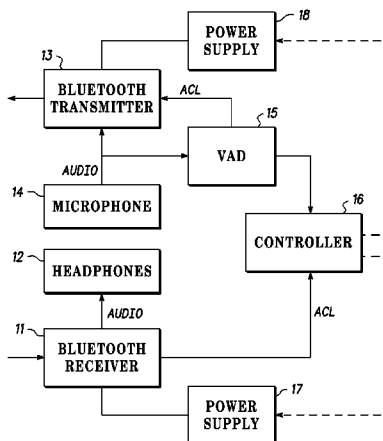 18
POWER
SUPPLY
13
BLUETOOTH
TRANSMITTER
ACL
15
VAD
AUDIO
14
MICROPHONE
16
CONTROLLER
12
HEADPHONES
AUDIO
ACL
11
BLUETOOTH
RECEIVER
17
POWER
SUPPLY